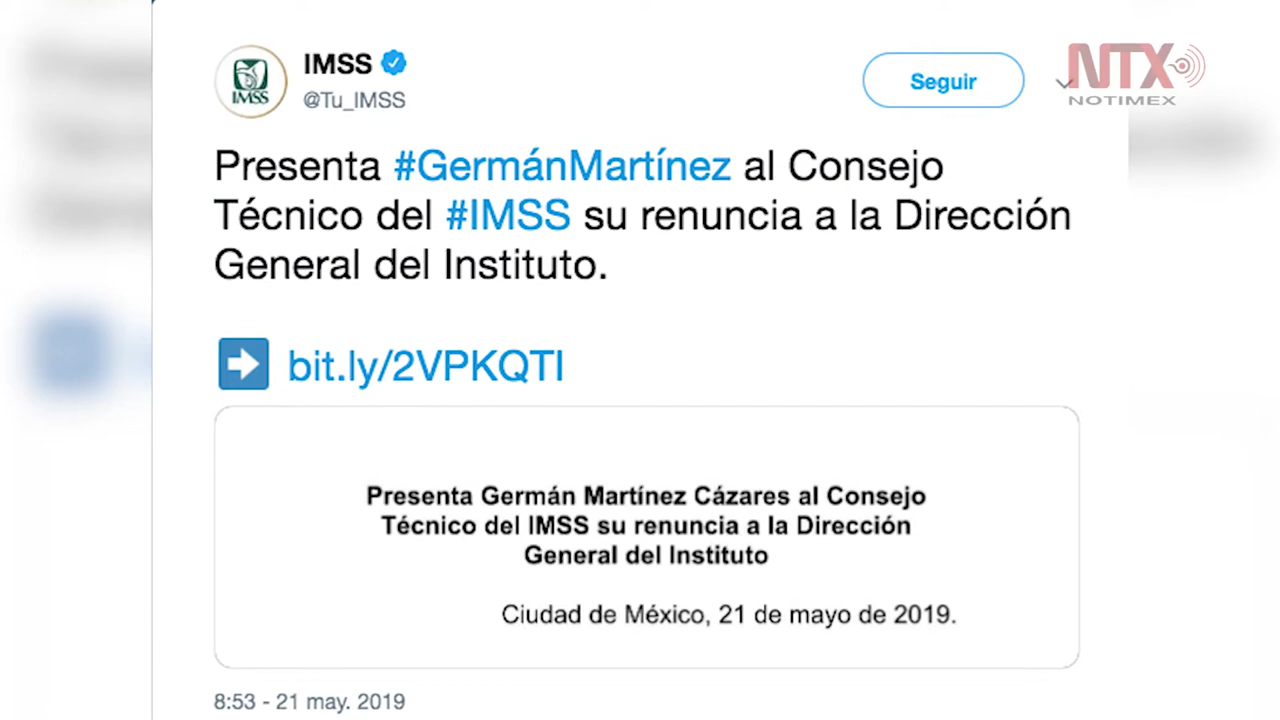 IMSS
@Tu_IMSS
IMSS
Seguir
NTX
NOTIMEX
Presenta #GermánMartínez al Consejo
Técnico del #IMSS su renuncia a la Dirección
General del Instituto.
bit.ly/2VPKQTI
Presenta Germán Martínez Cázares al Consejo
Técnico del IMSS su renuncia a la Dirección
General del Instituto
Ciudad de México, 21 de mayo de 2019.
8:53 - 21 may. 2019